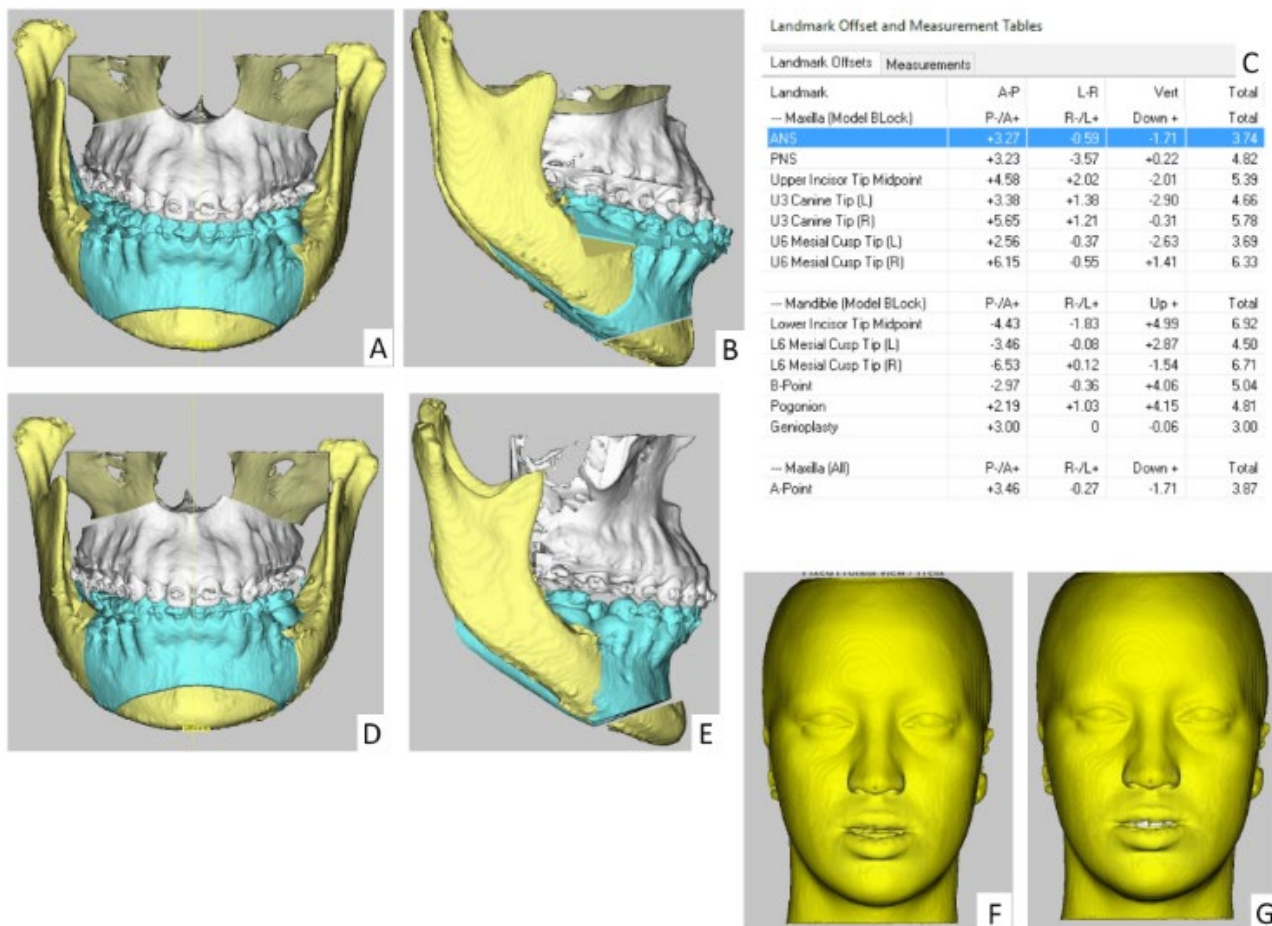 A
B
Landmark Offset and Measurement Tables
Landmark Offsets Measurements C
Landmark A-P L-R Vert Total
--- Maxilla (Model BLock) P-/A+ R-/L+ Down + Total
ANS +3.27 -0.59 -1.71 3.74
PNS +3.23 -3.57 +0.22 4.82
Upper Incisor Tip Midpoint +4.58 +2.02 -2.01 5.39
U3 Canine Tip (L) +3.38 +1.38 -2.90 4.66
U3 Canine Tip (R) +5.65 +1.21 -0.31 5.78
U6 Mesial Cusp Tip (L) +2.56 -0.37 -2.63 3.69
U6 Mesial Cusp Tip (R) +6.15 -0.55 +1.41 6.33
--- Mandible (Model BLock) P-/A+ R-/L+ Up + Total
Lower Incisor Tip Midpoint -4.43 -1.83 +4.99 6.92
L6 Mesial Cusp Tip (L) -3.46 -0.08 +2.87 4.50
L6 Mesial Cusp Tip (R) -6.53 +0.12 -1.54 6.71
B-Point -2.97 -0.36 +4.06 5.04
Pogonion +2.19 +1.03 +4.15 4.81
Genioplasty +3.00 0 -0.06 3.00
--- Maxilla (All) P-/A+ R-/L+ Down + Total
A-Point +3.46 -0.27 -1.71 3.87
D
E
F
G